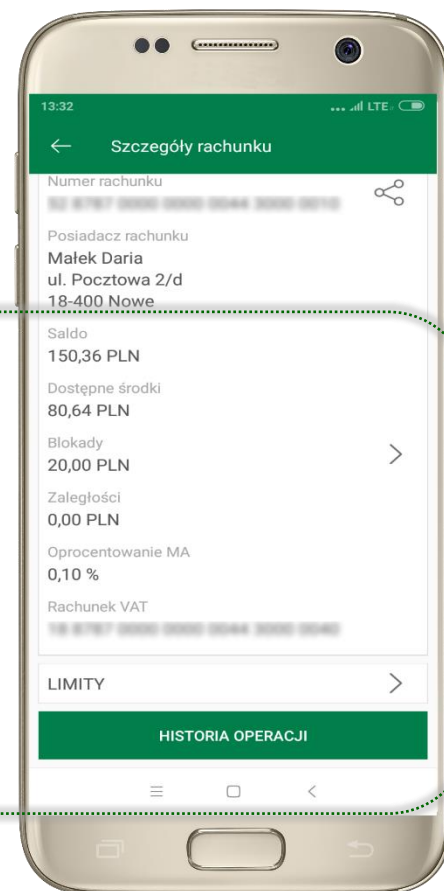 13:32
LTE
Szczegóły rachunku
Numer rachunku
Posiadacz rachunku
Małek Daria
ul. Pocztowa 2/d
18-400 Nowe
Saldo
150,36 PLN
Dostępne środki
80,64 PLN
Blokady
20,00 PLN
Zaległości
0,00 PLN
Oprocentowanie MA
0,10 %
Rachunek VAT
LIMITY
HISTORIA OPERACJI